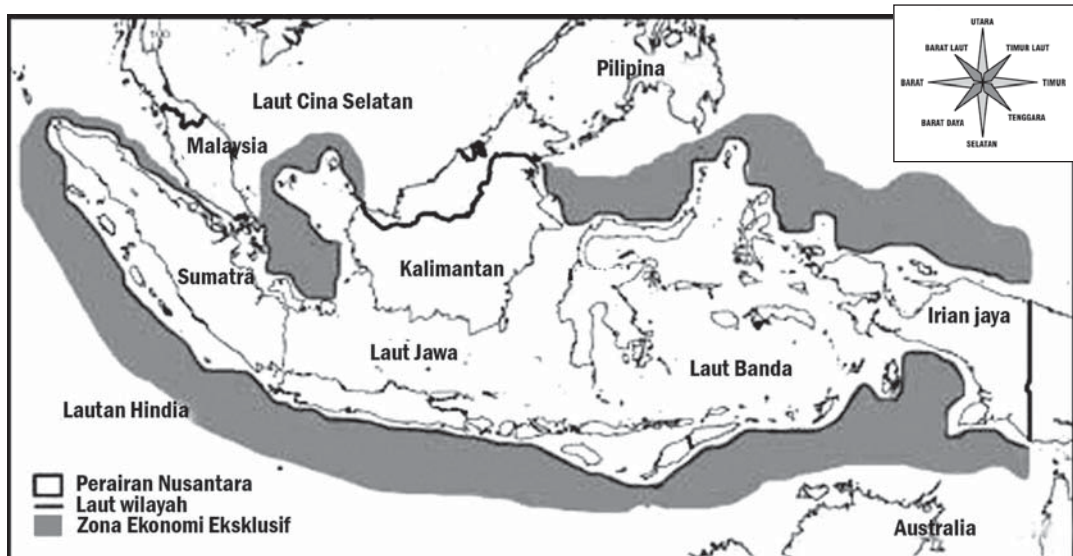 UTARA
BARAT LAUT
TIMUR LAUT
BARAT
TIMUR
BARAT DAYA
TENGGARA
SELATAN
Pilipina
Laut Cina Selatan
Malaysia
Sumatra
Kalimantan
Irian jaya
Laut Jawa
Laut Banda
Lautan Hindia
Perairan Nusantara
Laut wilayah
Zona Ekonomi Eksklusif
Australia